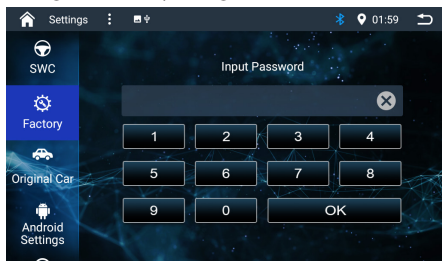 Settings
01:59
SWC
Factory
Original Car
Android
Settings
Input Password
1 2 3 4
5 6 7 8
9 0 OK